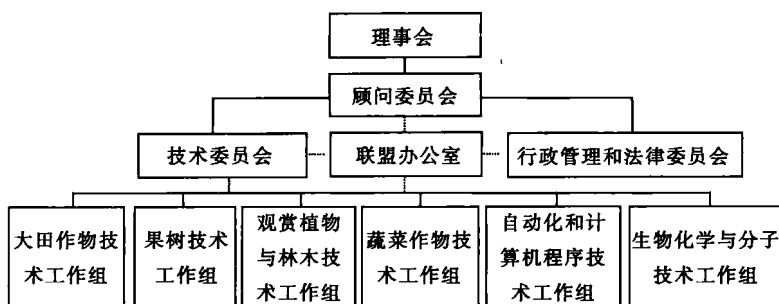 理事会
顾问委员会
技术委员会
联盟办公室
行政管理和法律委员会
大田作物技
术工作组
果树技术
工作组
观赏植物
与林木技
术工作组
蔬菜作物技
术工作组
自动化和计
算机程序技
术工作组
生物化学与分子
技术工作组